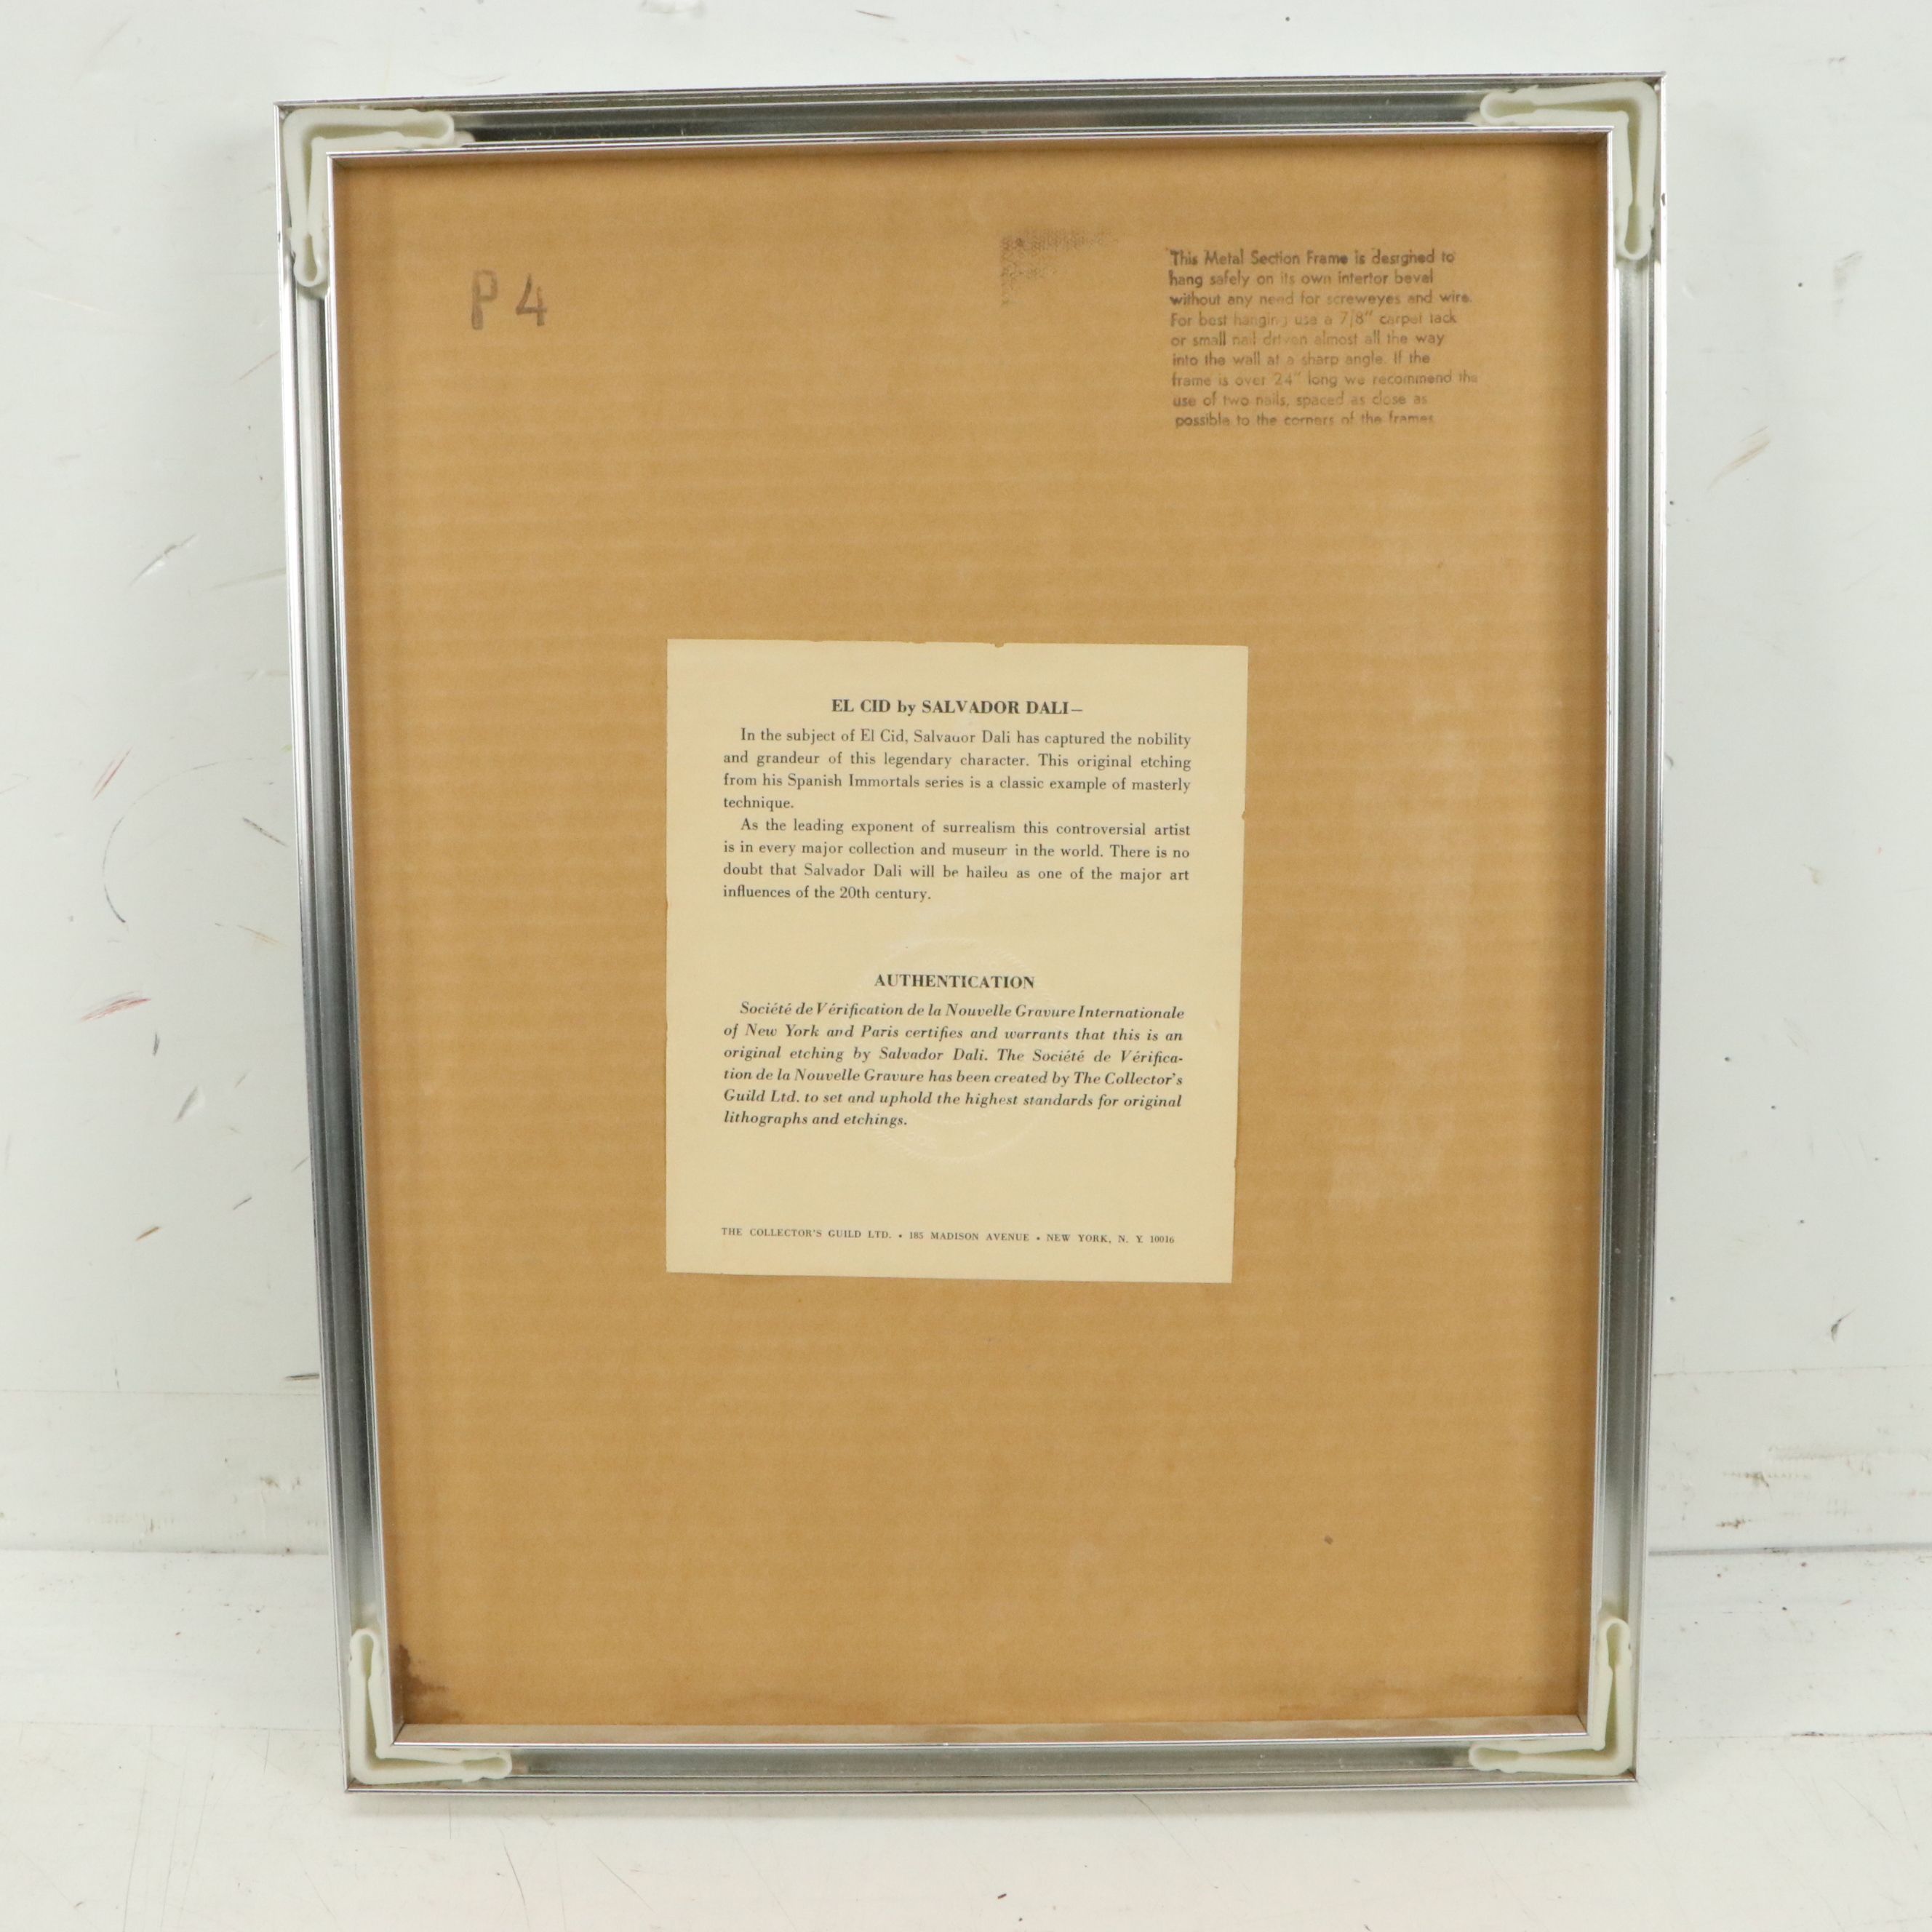 P4
This Metal Section Frame is desrghed to
hang safely on its own intertor beval
without any need for screweyes and wire.
For best hanging use a 7/8" carpet tack
or small nail driven almost all the way
into the wall at a sharp angle. If the
frame is over 24" long we recommend the
use of two nails, spaced as close as
possible to the corners of the frames
EL CID by SALVADOR DALI—
In the subject of El Cid, Salvador Dali has captured the nobility
and grandeur of this legendary character. This original etching
from his Spanish Immortals series is a classic example of masterly
technique.
As the leading exponent of surrealism this controversial artist
is in every major collection and museum in the world. There is no
doubt that Salvador Dali will be hailed as one of the major art
influences of the 20th century.
AUTHENTICATION
Société de Vérification de la Nouvelle Gravure Internationale
of New York and Paris certifies and warrants that this is an
original etching by Salvador Dali. The Société de Vérifica-
tion de la Nouvelle Gravure has been created by The Collector's
Guild Ltd. to set and uphold the highest standards for original
lithographs and etchings.
THE COLLECTOR'S GUILD LTD. • 185 MADISON AVENUE • NEW YORK, N. Y. 10016